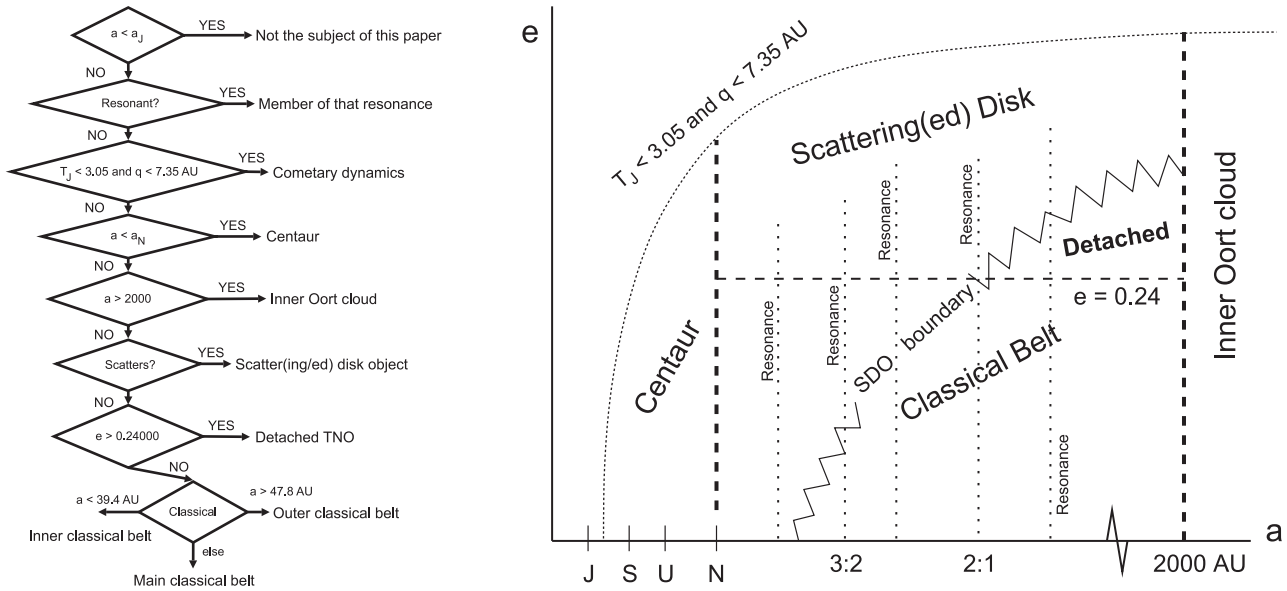 a < a_J
YES
Not the subject of this paper
NO
Resonant?
YES
Member of that resonance
NO
T_J < 3.05 and q < 7.35 AU
YES
Cometary dynamics
NO
a < a_N
YES
Centaur
NO
a > 2000
YES
Inner Oort cloud
NO
Scatters?
YES
Scatter(ing/ed) disk object
NO
e > 0.24000
YES
Detached TNO
NO
a < 39.4 AU
Classical
a > 47.8 AU
Inner classical belt
Outer classical belt
else
Main classical belt
e
T_J < 3.05 and q < 7.35 AU
Scattering(ed) Disk
Resonance
Resonance
Detached
e = 0.24
Inner Oort cloud
Centaur
Resonance
Resonance
SDO boundary
Classical Belt
Resonance
a
J
S
U
N
3:2
2:1
2000 AU